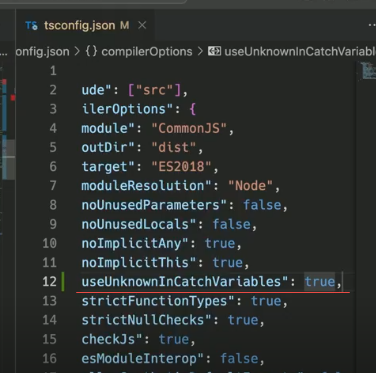 TS tsconfig.json M
onfig.json > {} compilerOptions > useUnknownInCatchVariable
1
2 ude": ["src"],
3 ilerOptions": {
4 module": "CommonJS",
5 outDir": "dist",
6 target": "ES2018",
7 moduleResolution": "Node",
8 noUnusedParameters": false,
9 noUnusedLocals": false,
10 noImplicitAny": true,
11 noImplicitThis": true,
12 useUnknownInCatchVariables": true,
13 strictFunctionTypes": true,
14 strictNullChecks": true,
15 checkJs": true,
16 esModuleInterop": false,